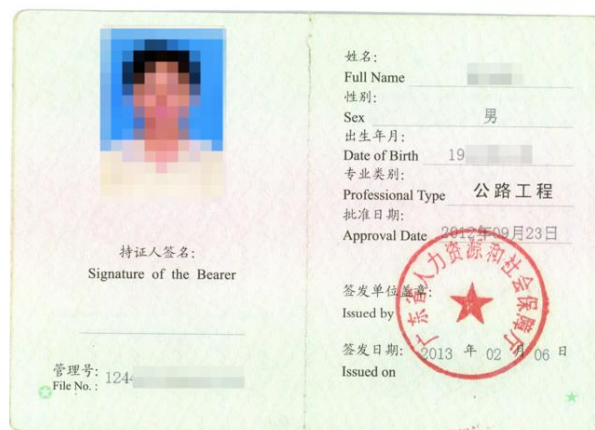 持证人签名:
Signature of the Bearer
管理号:
File No.: 124
姓名:
Full Name
性别:
Sex 男
出生年月:
Date of Birth 19
专业类别:
Professional Type 公路工程
批准日期:
Approval Date 2012年09月23日
签发单位盖章:
Issued by
广东省人力资源和社会保障厅
签发日期: 2013 年 02 月 06 日
Issued on